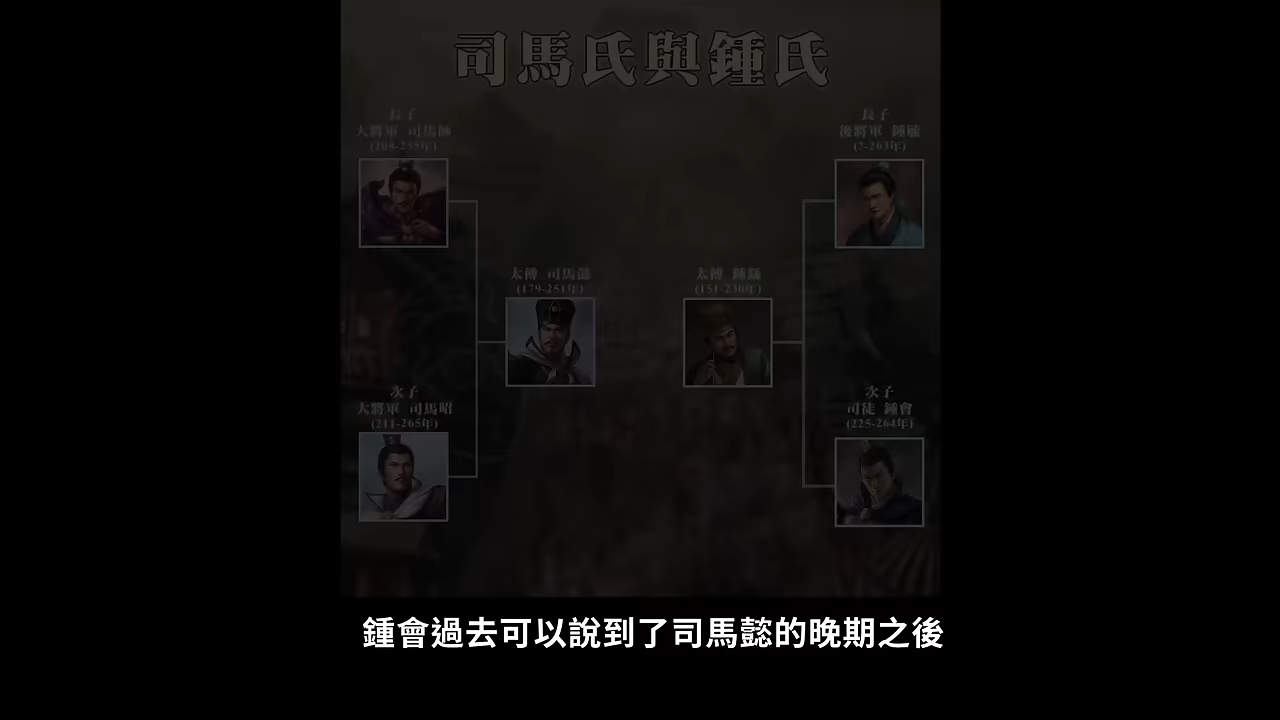 司馬氏與鍾氏
長子
大將軍 司馬師
(208-255年)
長子
後將軍 鍾毓
(?-263年)
太傅 司馬懿
(179-251年)
太傅 鍾繇
(151-230年)
次子
大將軍 司馬昭
(211-265年)
次子
司徒 鍾會
(225-264年)
鍾會過去可以說到了司馬懿的晚期之後